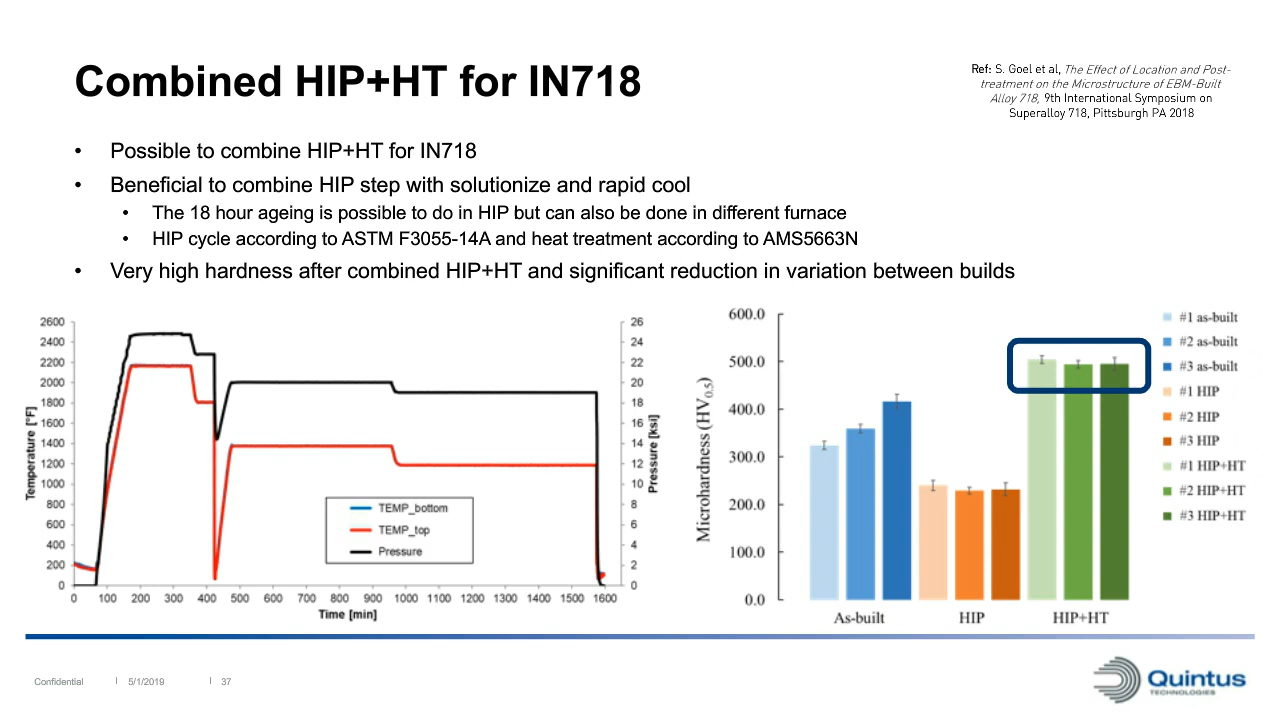 Combined HIP+HT for IN718
Ref: S. Goel et al, The Effect of Location and Post-
treatment on the Microstructure of EBM-Built
Alloy 718, 9th International Symposium on
Superalloy 718, Pittsburgh PA 2018
• Possible to combine HIP+HT for IN718
• Beneficial to combine HIP step with solutionize and rapid cool
• The 18 hour ageing is possible to do in HIP but can also be done in different furnace
• HIP cycle according to ASTM F3055-14A and heat treatment according to AMS5663N
• Very high hardness after combined HIP+HT and significant reduction in variation between builds
Temperature [°F]
2600
2400
2200
2000
1800
1600
1400
1200
1000
800
600
400
200
0
0 100 200 300 400 500 600 700 800 900 1000 1100 1200 1300 1400 1500 1600
Time [min]
26
24
22
20
18
16
14
12
10
8
6
4
2
0
Pressure [ksi]
TEMP_bottom
TEMP_top
Pressure
Microhardness (HV0.5)
600.0
500.0
400.0
300.0
200.0
100.0
0.0
As-built HIP HIP+HT
#1 as-built
#2 as-built
#3 as-built
#1 HIP
#2 HIP
#3 HIP
#1 HIP+HT
#2 HIP+HT
#3 HIP+HT
Confidential | 5/1/2019 | 37
Quintus
TECHNOLOGIES